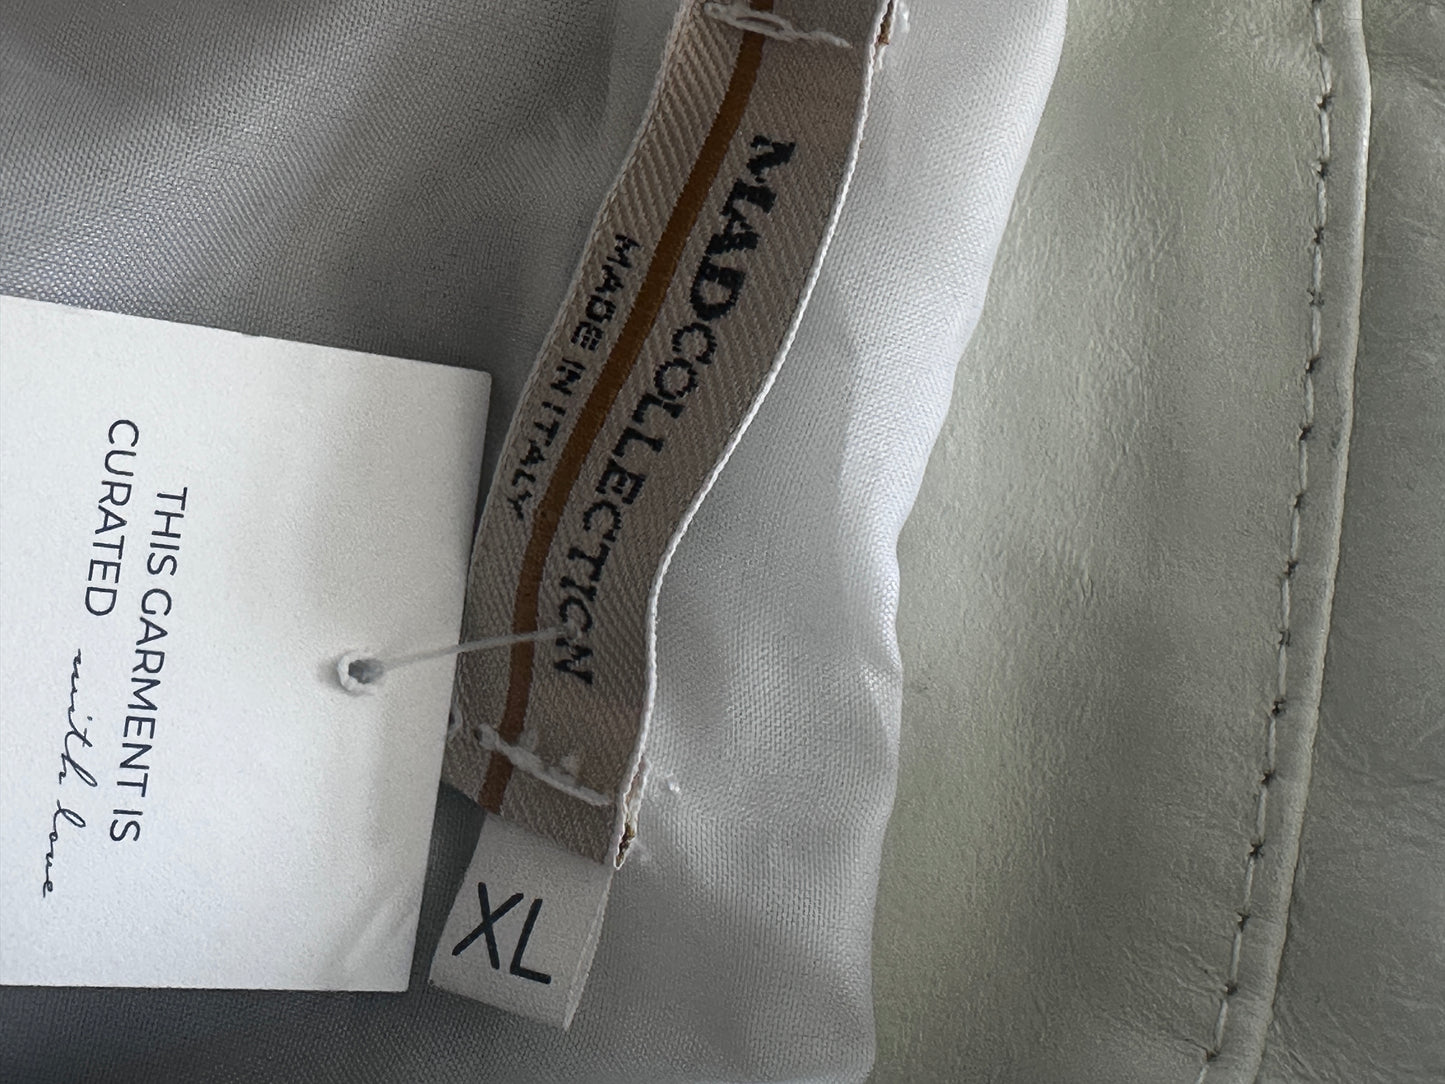 MADCOLLECTION
MADE IN ITALY
XL
THIS GARMENT IS
CURATED with love